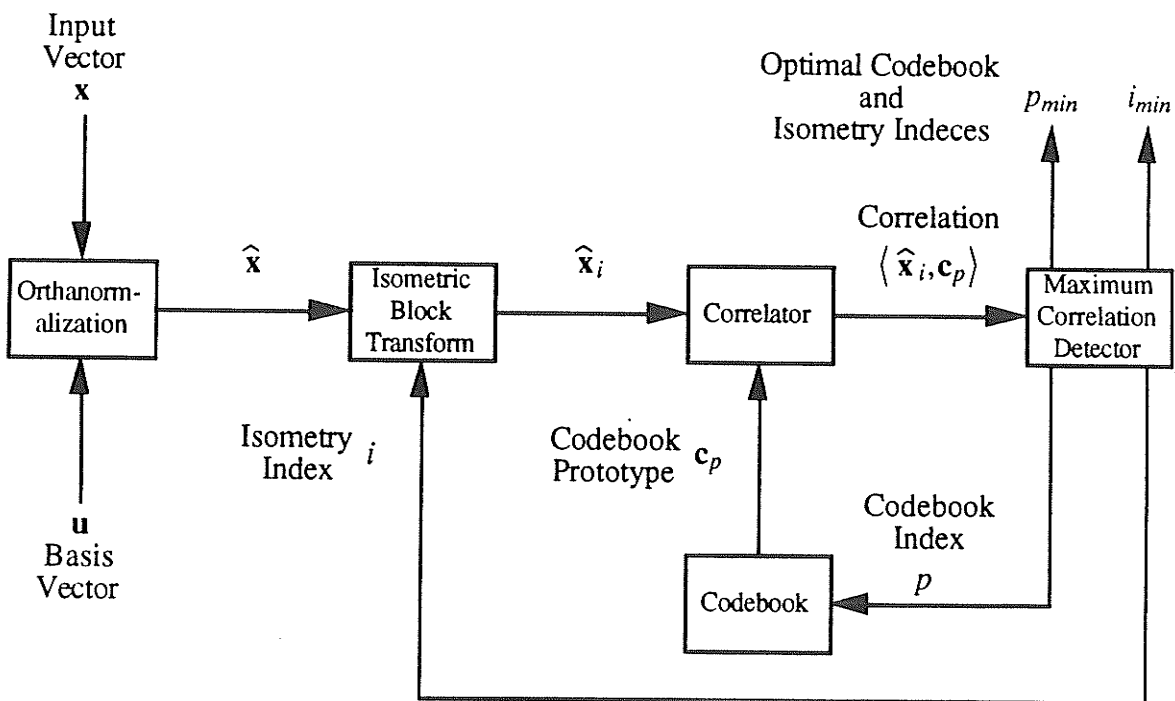 Input
Vector
x
Optimal Codebook
and
Isometry Indeces
p_min
i_min
Orthanorm-
alization
x̂
Isometric
Block
Transform
x̂_i
Correlator
Correlation
⟨x̂_i, c_p⟩
Maximum
Correlation
Detector
Isometry
Index i
Codebook
Prototype c_p
u
Basis
Vector
Codebook
Index
p
Codebook